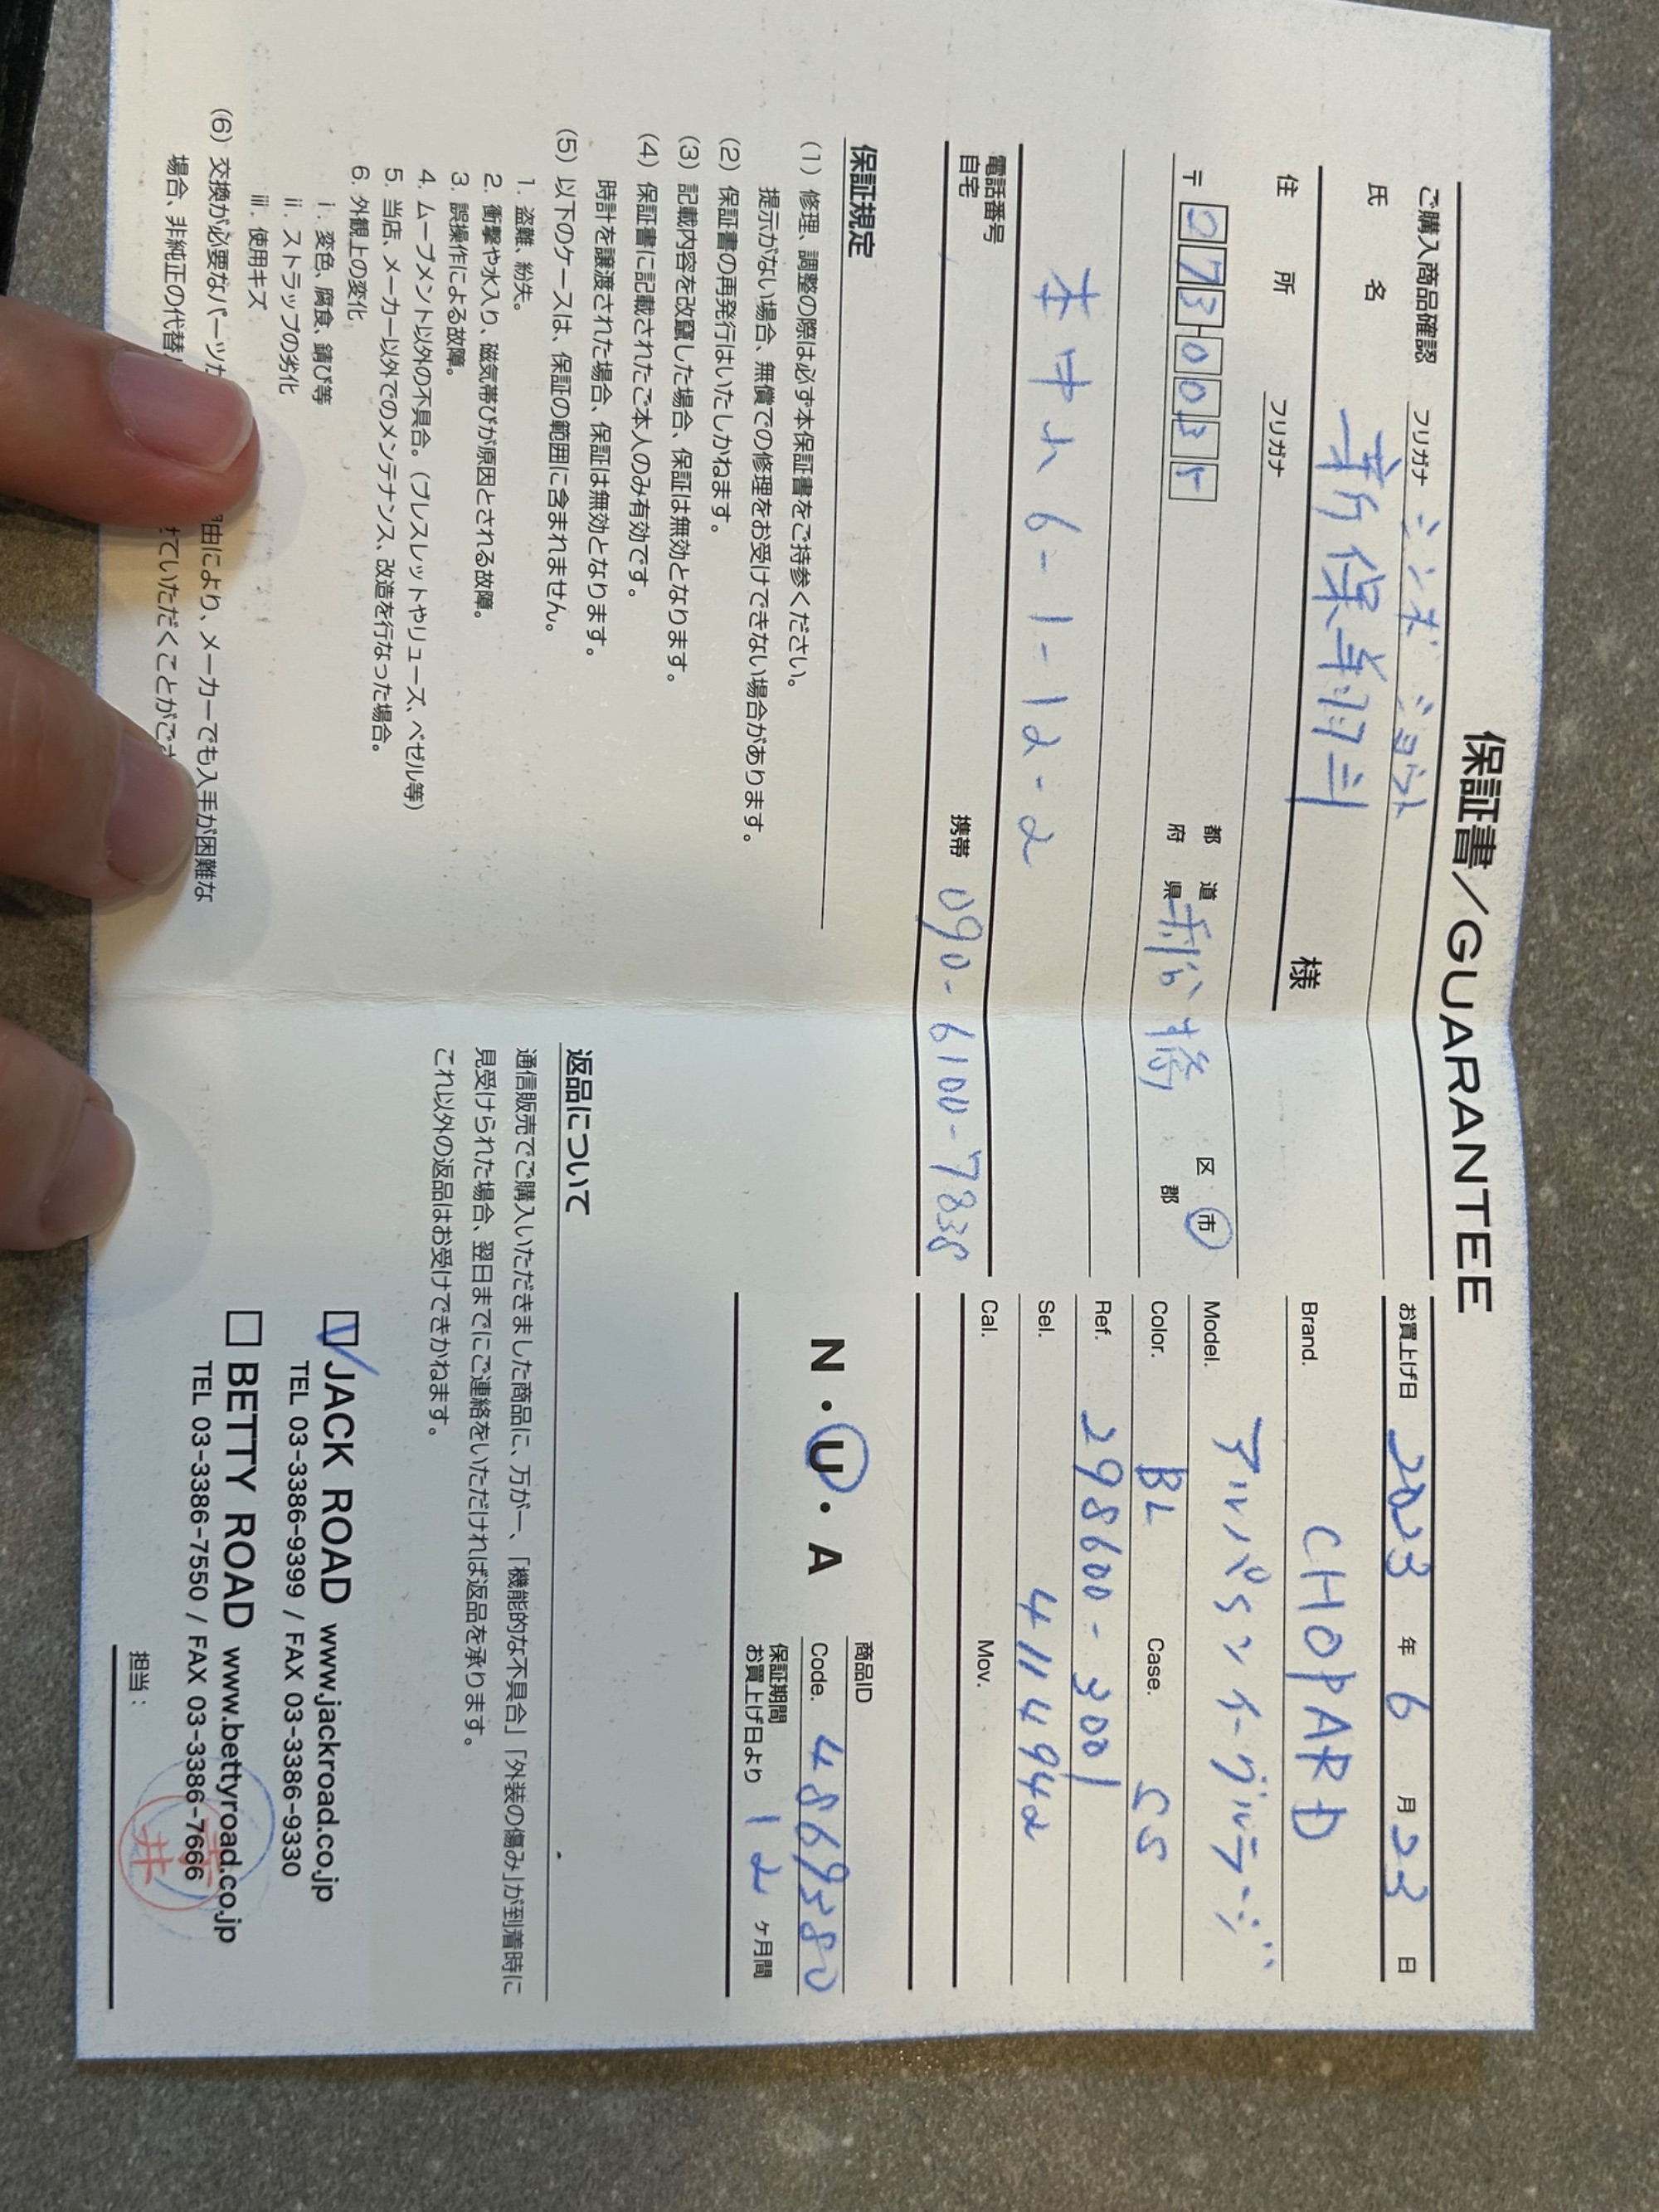 保証書／GUARANTEE
ご購入商品確認
フリガナ シンボ ショウト
氏名 新保 翔斗 様
フリガナ
住所
〒073-0035 都道府県 区市郡
本町 6-1-12-2
電話番号
自宅 携帯 090-6100-7838
お買上げ日 2023年6月23日
Brand. CHOPARD
Model. アルパインイーグルラージ
Color. BL Case. SS
Ref. 298600-3001
Sel. 4114942
Cal. Mov.
保証規定
(1) 修理、調整の際は必ず本保証書をご持参ください。
提示がない場合、無償での修理をお受けできない場合があります。
(2) 保証書の再発行はいたしかねます。
(3) 記載内容を改竄した場合、保証は無効となります。
(4) 保証書に記載されたご本人のみ有効です。
時計を譲渡された場合、保証は無効となります。
(5) 以下のケースは、保証の範囲に含まれません。
1. 盗難、紛失。
2. 衝撃や水入り、磁気帯びが原因とされる故障。
3. 誤操作による故障。
4. ムーブメント以外の不具合。(ブレスレットやリューズ、ベゼル等)
5. 当店、メーカー以外でのメンテナンス、改造を行なった場合。
6. 外観上の変化
i. 変色、腐食、錆び等
ii. ストラップの劣化
iii. 使用キズ
(6) 交換が必要なパーツ 由により、メーカーでも入手が困難な
場合、非純正の代替 せていただくことがござ
N・U・A
商品ID
Code. 4869380
保証期間
お買上げ日より 12 ヶ月間
返品について
通信販売でご購入いただきました商品に、万が一、「機能的な不具合」「外装の傷み」が到着時に
見受けられた場合、翌日までにご連絡をいただければ返品を承ります。
これ以外の返品はお受けできかねます。
JACK ROAD www.jackroad.co.jp
TEL 03-3386-9399 / FAX 03-3386-9330
BETTY ROAD www.bettyroad.co.jp
TEL 03-3386-7550 / FAX 03-3386-7666
担当：